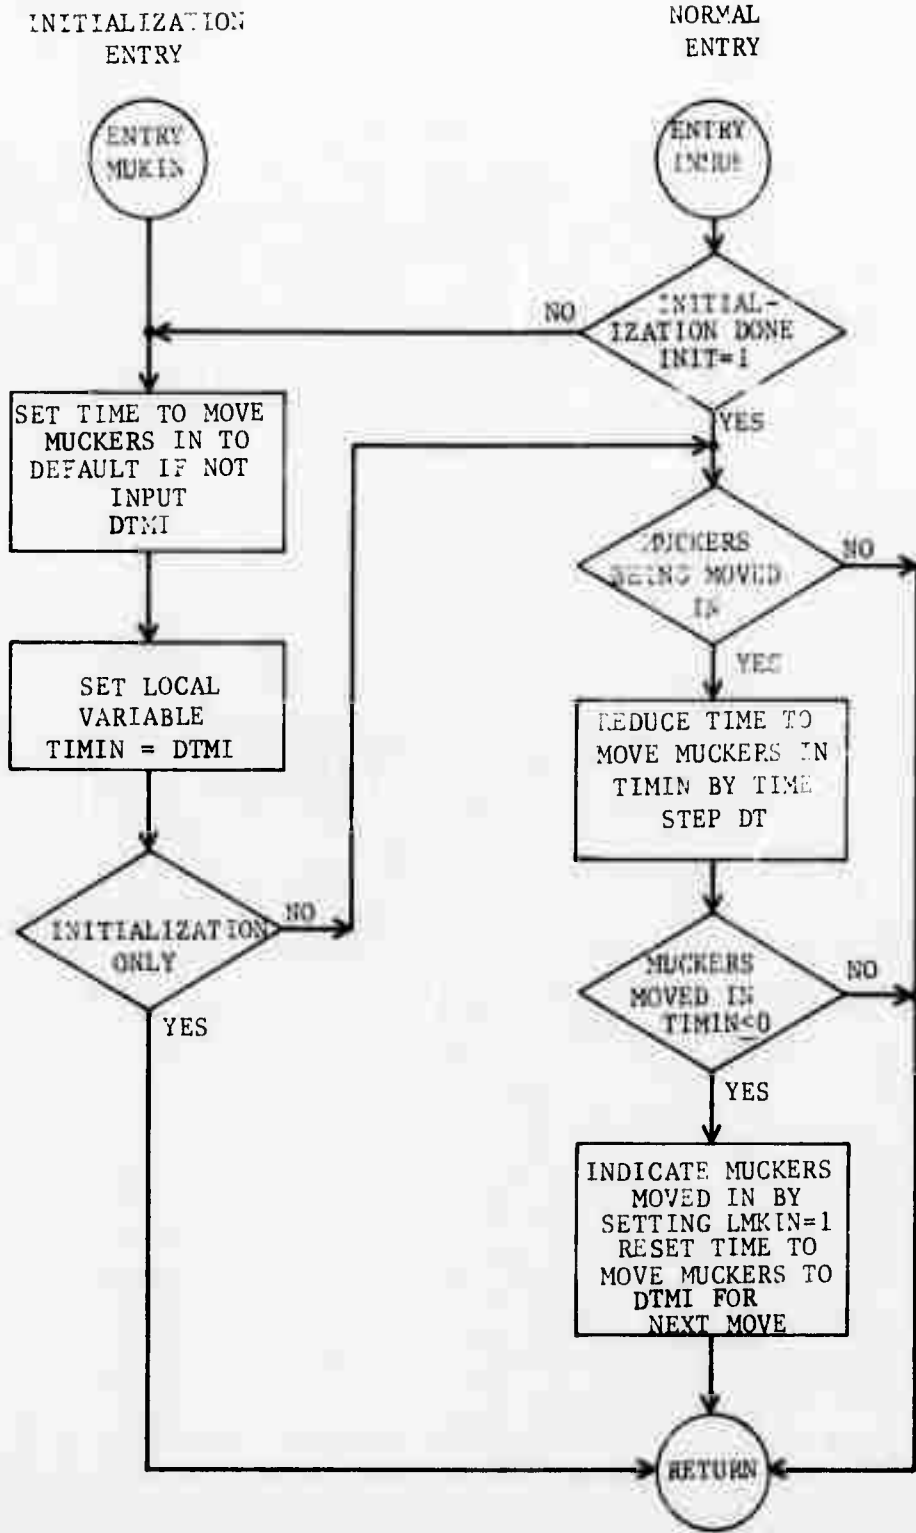 INITIALIZATION
ENTRY
NORMAL
ENTRY
ENTRY
MUKIN
ENTRY
NO
INITIAL-
IZATION DONE
INIT=1
YES
SET TIME TO MOVE
MUCKERS IN TO
DEFAULT IF NOT
INPUT
DTMI
MUCKERS
BEING MOVED
IN
NO
YES
SET LOCAL
VARIABLE
TIMIN = DTMI
REDUCE TIME TO
MOVE MUCKERS IN
TIMIN BY TIME
STEP DT
INITIALIZATION
ONLY
NO
YES
MUCKERS
MOVED IN
TIMIN≤0
NO
YES
INDICATE MUCKERS
MOVED IN BY
SETTING LMKIN=1
RESET TIME TO
MOVE MUCKERS TO
DTMI FOR
NEXT MOVE
RETURN